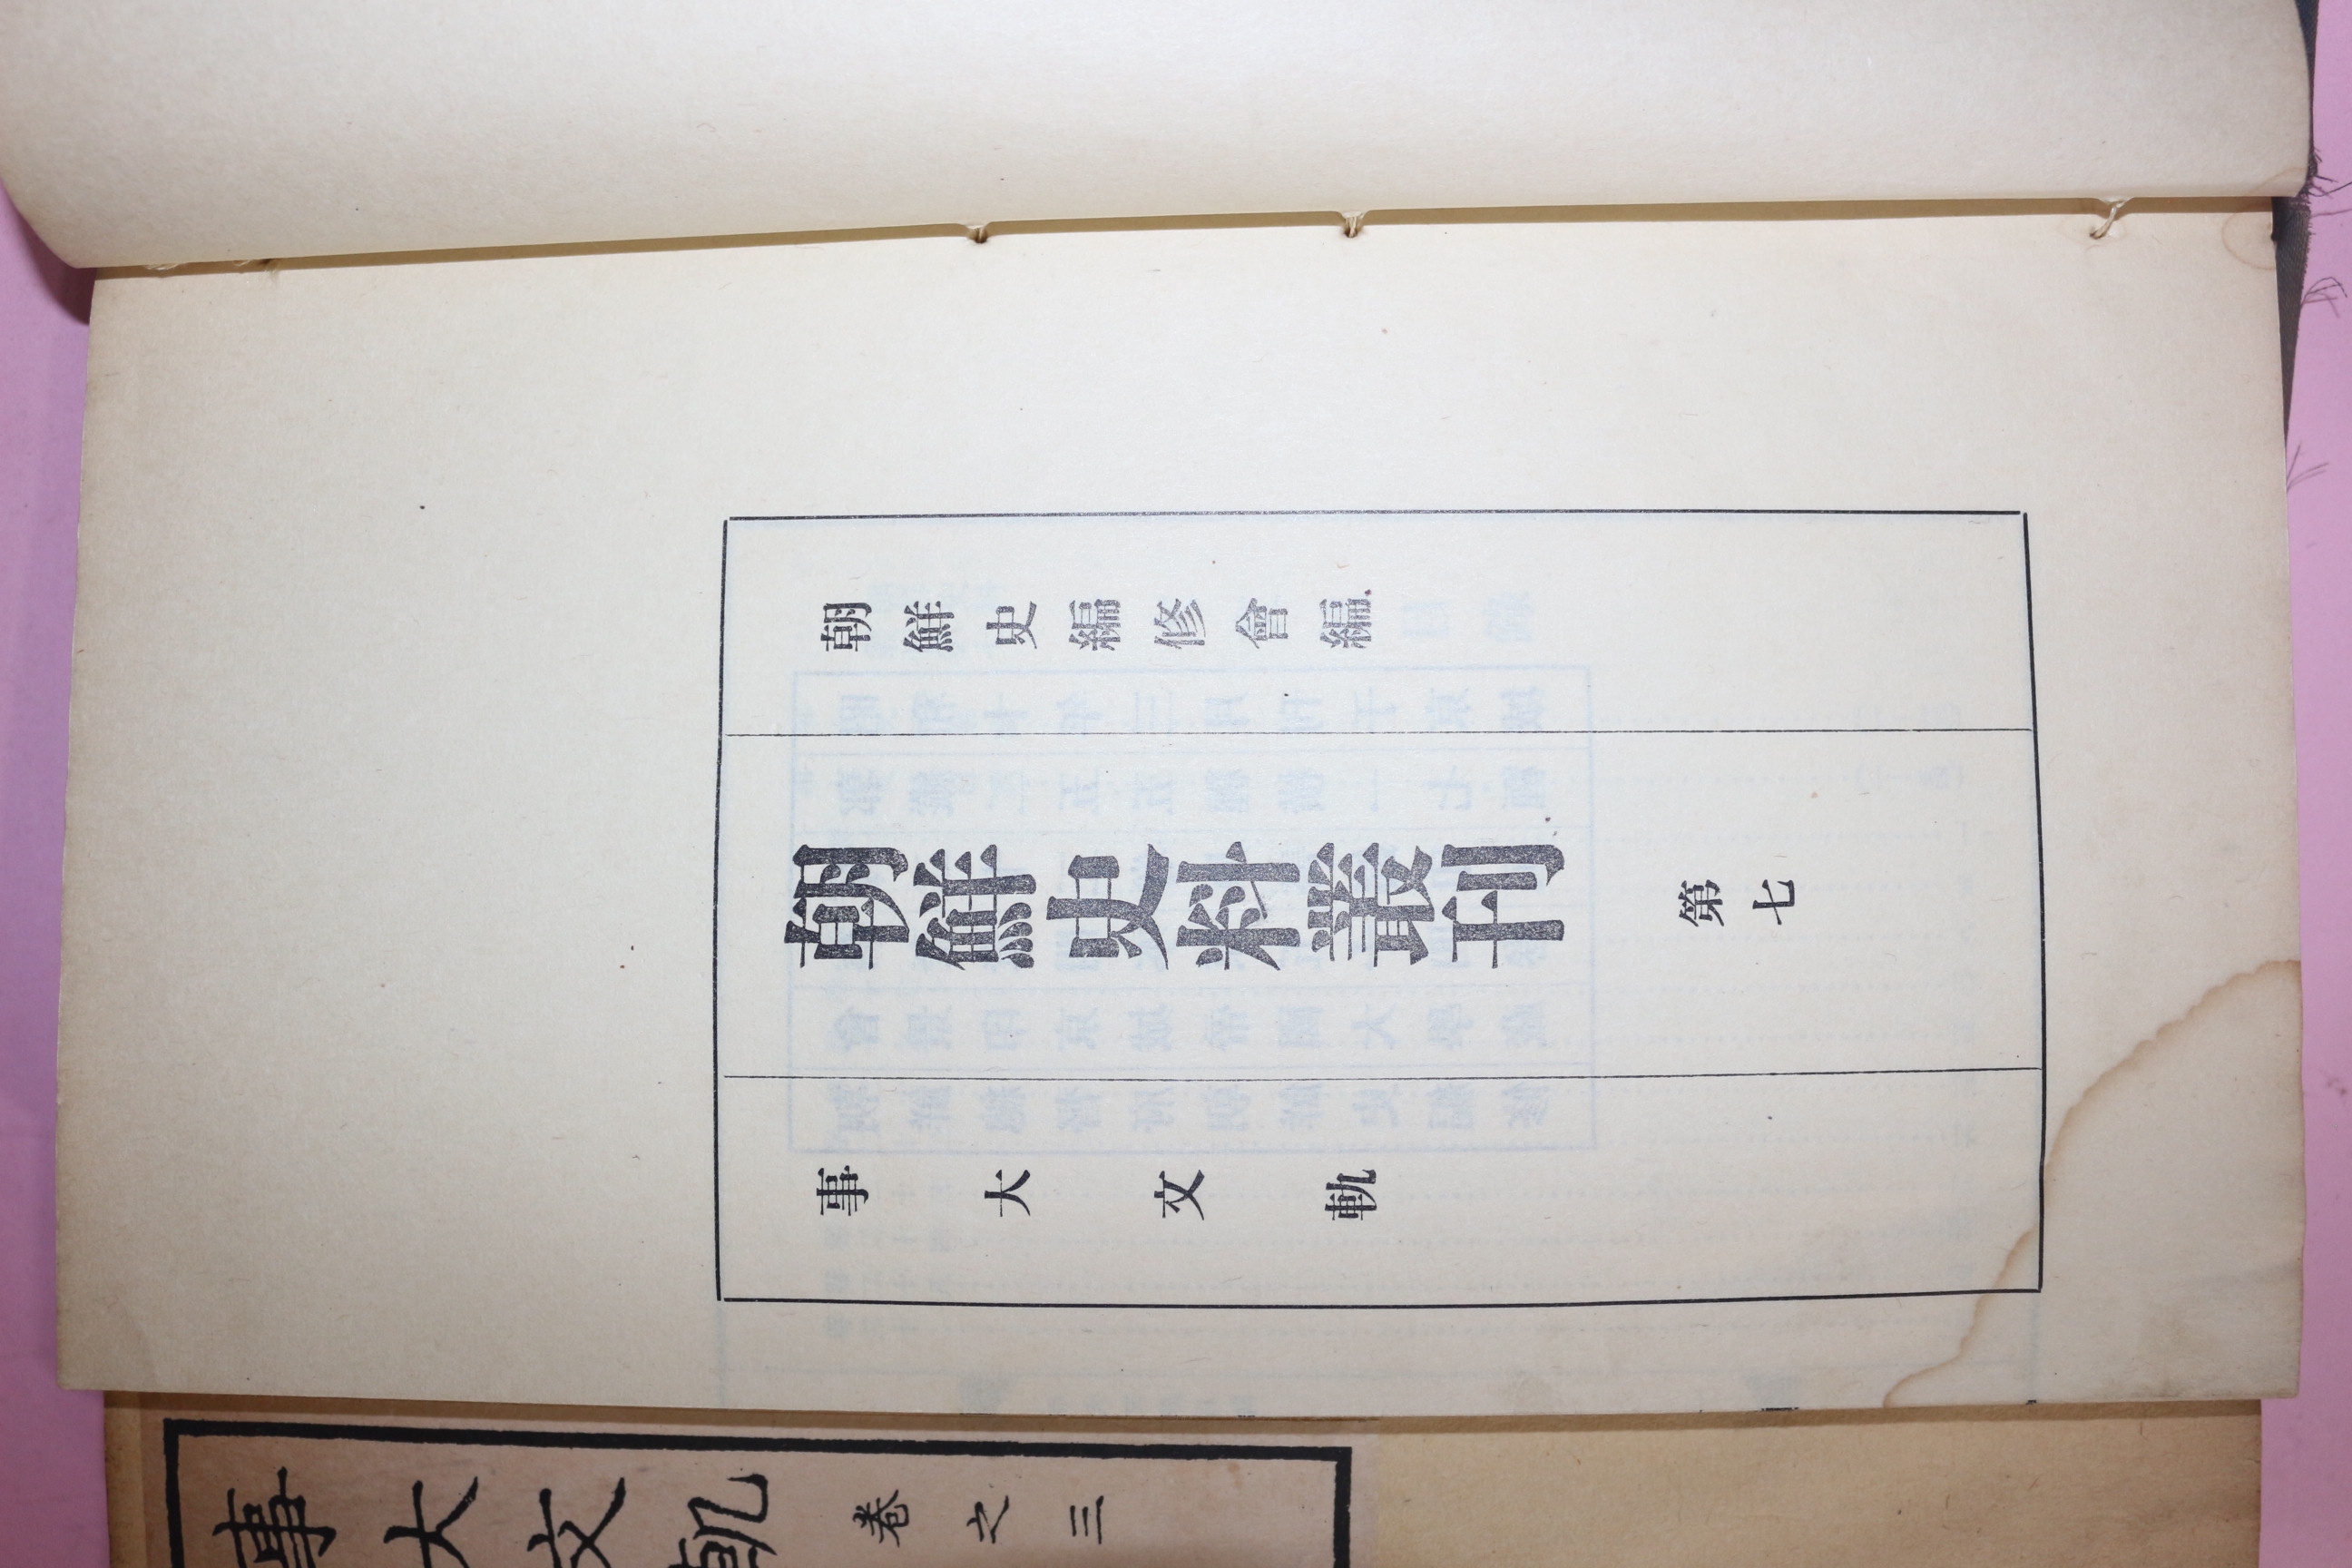 朝鮮史編修會編
朝鮮史料叢刊 第七
事大文軌
事大文軌 卷之三